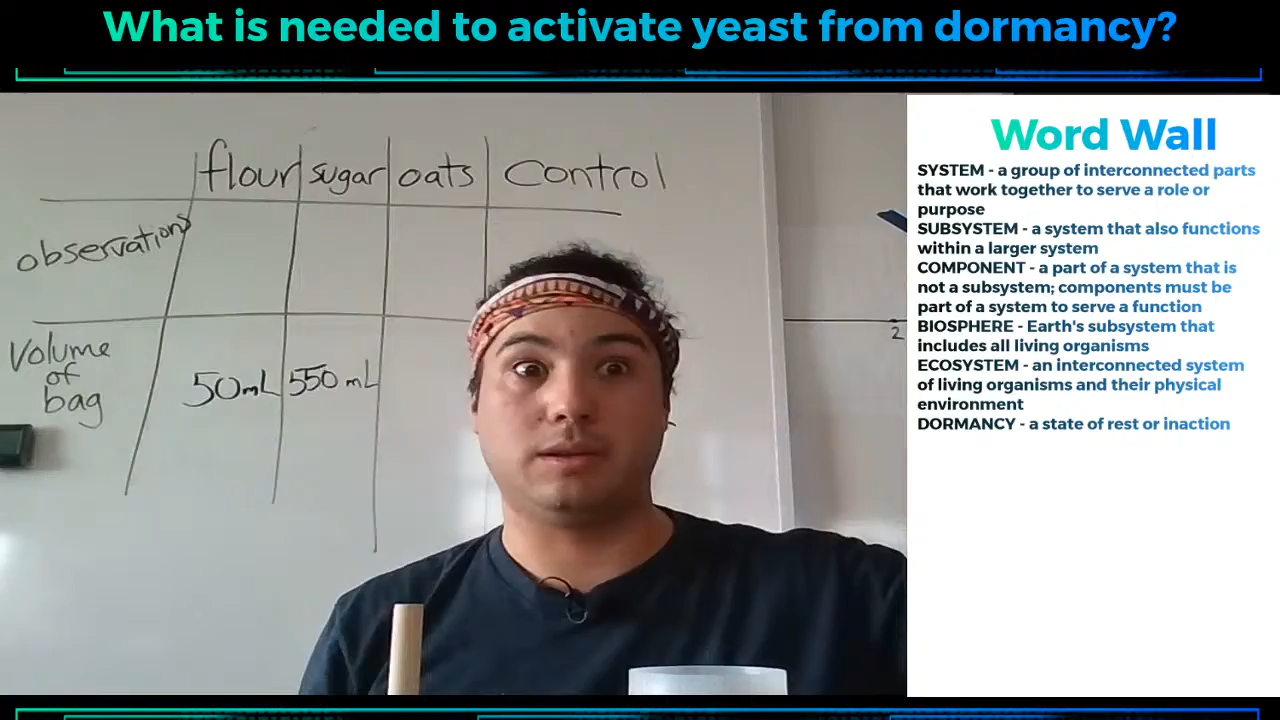 What is needed to activate yeast from dormancy?
flour sugar oats Control
observations
Volume
of
bag
50mL 550 mL
2
Word Wall
SYSTEM - a group of interconnected parts
that work together to serve a role or
purpose
SUBSYSTEM - a system that also functions
within a larger system
COMPONENT - a part of a system that is
not a subsystem; components must be
part of a system to serve a function
BIOSPHERE - Earth's subsystem that
includes all living organisms
ECOSYSTEM - an interconnected system
of living organisms and their physical
environment
DORMANCY - a state of rest or inaction